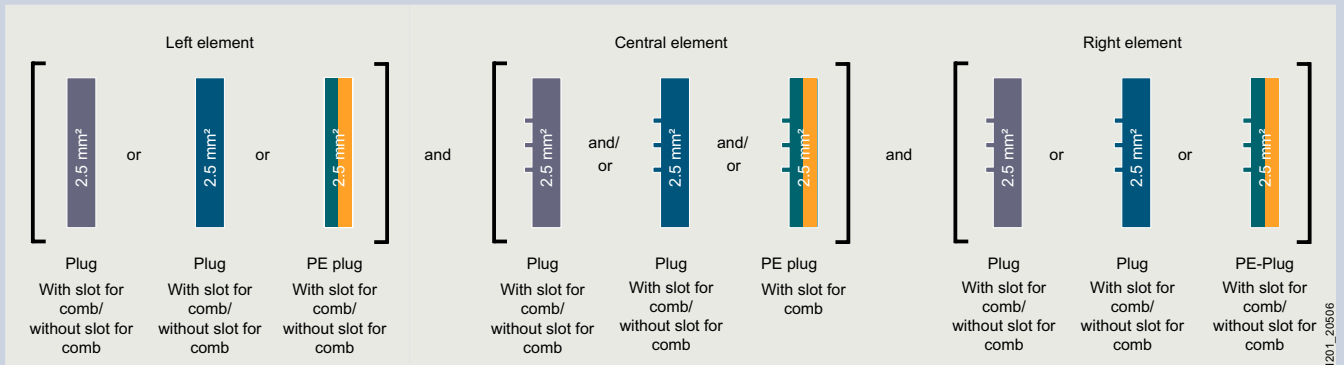 Left element
Central element
Right element
2.5 mm²
or
2.5 mm²
or
2.5 mm²
and
2.5 mm²
and/
or
2.5 mm²
and/
or
2.5 mm²
and
2.5 mm²
or
2.5 mm²
or
2.5 mm²
Plug
With slot for
comb/
without slot for
comb
Plug
With slot for
comb/
without slot for
comb
PE plug
With slot for
comb/
without slot for
comb
Plug
With slot for
comb/
without slot for
comb
Plug
With slot for
comb/
without slot for
comb
PE plug
With slot for
comb
Plug
With slot for
comb/
without slot for
comb
Plug
With slot for
comb/
without slot for
comb
PE-Plug
With slot for
comb/
without slot for
comb
I201_20506